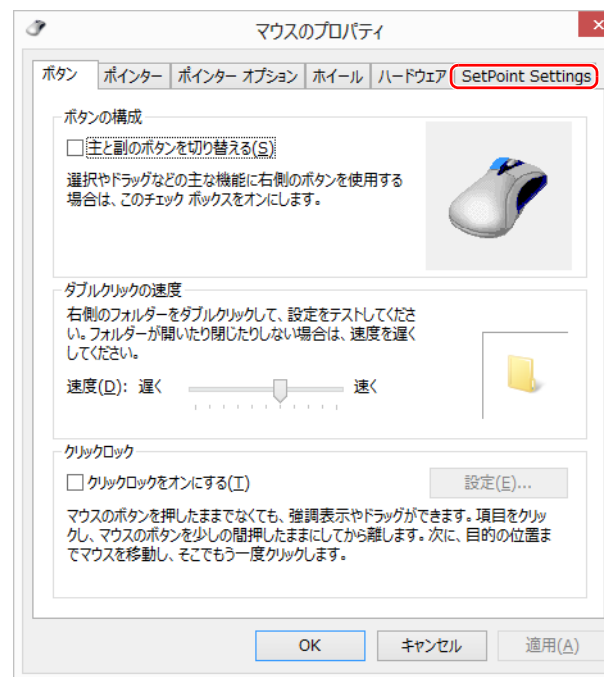 マウスのプロパティ
ボタン ポインター ポインター オプション ホイール ハードウェア SetPoint Settings
ボタンの構成
主と副のボタンを切り替える(S)
選択やドラッグなどの主な機能に右側のボタンを使用する
場合は、このチェック ボックスをオンにします。
ダブルクリックの速度
右側のフォルダーをダブルクリックして、設定をテストしてくださ
い。フォルダーが開いたり閉じたりしない場合は、速度を遅く
してください。
速度(D): 遅く 速く
クリックロック
クリックロックをオンにする(T) 設定(E)...
マウスのボタンを押したままでなくても、強調表示やドラッグができます。項目をクリッ
クし、マウスのボタンを少しの間押したままにしてから離します。次に、目的の位置ま
でマウスを移動し、そこでもう一度クリックします。
OK キャンセル 適用(A)